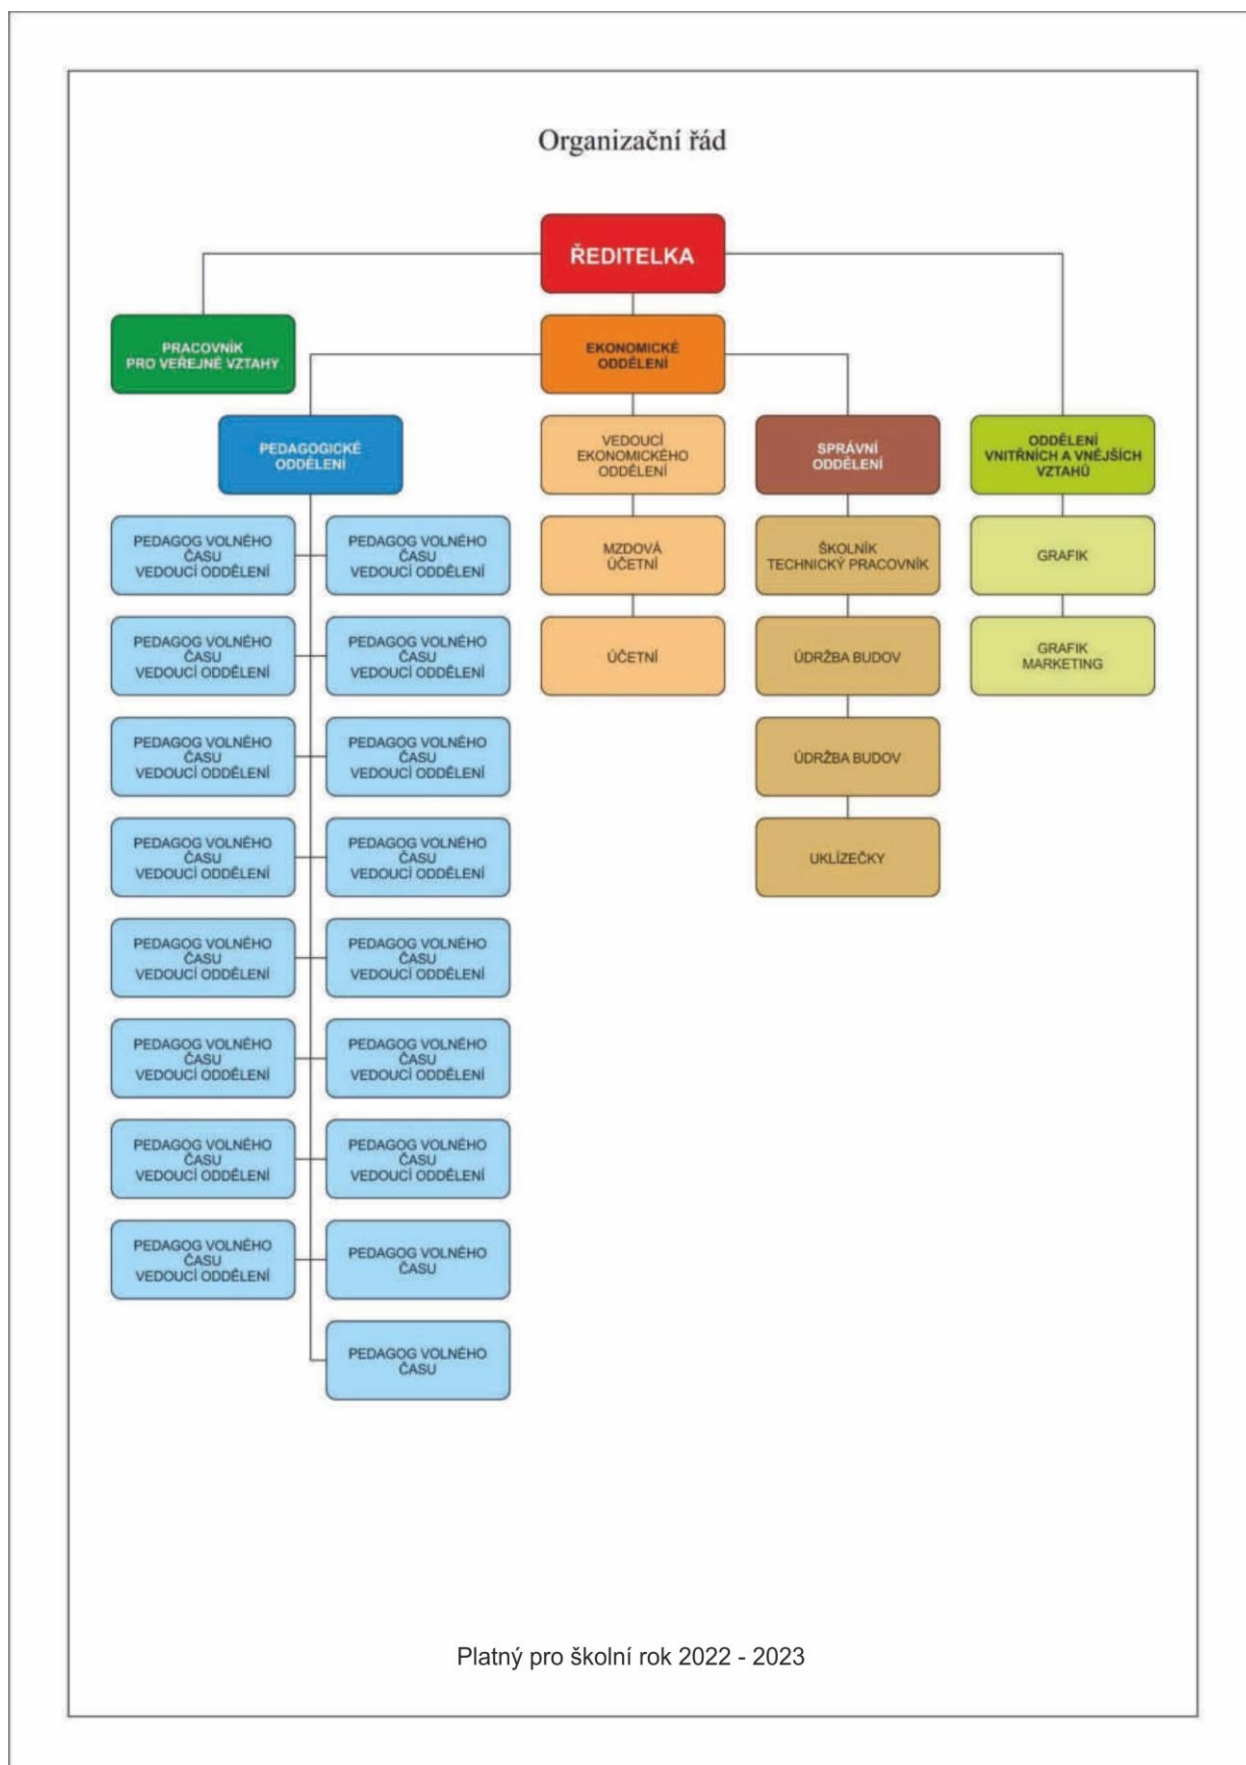 Organizační řád
ŘEDITELKA
PRACOVNÍK
PRO VEŘEJNÉ VZTAHY
EKONOMICKÉ
ODDĚLENÍ
PEDAGOGICKÉ
ODDĚLENÍ
VEDOUCÍ
EKONOMICKÉHO
ODDĚLENÍ
SPRÁVNÍ
ODDĚLENÍ
ODDĚLENÍ
VNITŘNÍCH A VNĚJŠÍCH
VZTAHŮ
PEDAGOG VOLNÉHO
ČASU
VEDOUCÍ ODDĚLENÍ
PEDAGOG VOLNÉHO
ČASU
VEDOUCÍ ODDĚLENÍ
MZDOVÁ
ÚČETNÍ
ŠKOLNÍK
TECHNICKÝ PRACOVNÍK
GRAFIK
PEDAGOG VOLNÉHO
ČASU
VEDOUCÍ ODDĚLENÍ
PEDAGOG VOLNÉHO
ČASU
VEDOUCÍ ODDĚLENÍ
ÚČETNÍ
ÚDRŽBA BUDOV
GRAFIK
MARKETING
PEDAGOG VOLNÉHO
ČASU
VEDOUCÍ ODDĚLENÍ
PEDAGOG VOLNÉHO
ČASU
VEDOUCÍ ODDĚLENÍ
ÚDRŽBA BUDOV
PEDAGOG VOLNÉHO
ČASU
VEDOUCÍ ODDĚLENÍ
PEDAGOG VOLNÉHO
ČASU
VEDOUCÍ ODDĚLENÍ
UKLÍZEČKY
PEDAGOG VOLNÉHO
ČASU
VEDOUCÍ ODDĚLENÍ
PEDAGOG VOLNÉHO
ČASU
VEDOUCÍ ODDĚLENÍ
PEDAGOG VOLNÉHO
ČASU
VEDOUCÍ ODDĚLENÍ
PEDAGOG VOLNÉHO
ČASU
VEDOUCÍ ODDĚLENÍ
PEDAGOG VOLNÉHO
ČASU
VEDOUCÍ ODDĚLENÍ
PEDAGOG VOLNÉHO
ČASU
VEDOUCÍ ODDĚLENÍ
PEDAGOG VOLNÉHO
ČASU
VEDOUCÍ ODDĚLENÍ
PEDAGOG VOLNÉHO
ČASU
PEDAGOG VOLNÉHO
ČASU
Platný pro školní rok 2022 - 2023